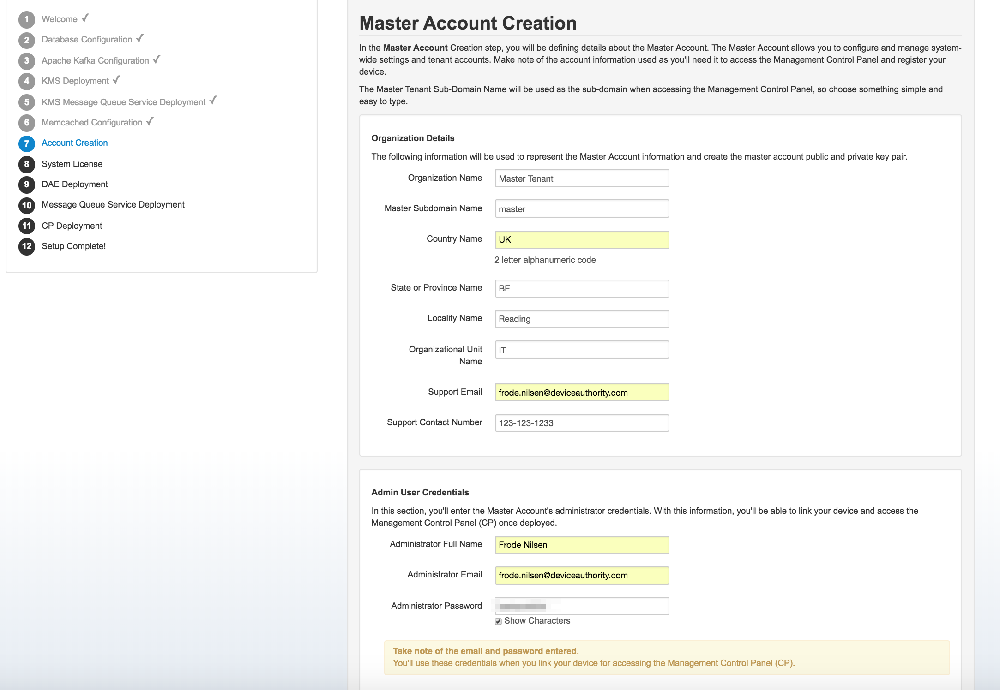 1 Welcome ✓
2 Database Configuration ✓
3 Apache Kafka Configuration ✓
4 KMS Deployment ✓
5 KMS Message Queue Service Deployment ✓
6 Memcached Configuration ✓
7 Account Creation
8 System License
9 DAE Deployment
10 Message Queue Service Deployment
11 CP Deployment
12 Setup Complete!
Master Account Creation
In the Master Account Creation step, you will be defining details about the Master Account. The Master Account allows you to configure and manage system-
wide settings and tenant accounts. Make note of the account information used as you'll need it to access the Management Control Panel and register your
device.
The Master Tenant Sub-Domain Name will be used as the sub-domain when accessing the Management Control Panel, so choose something simple and
easy to type.
Organization Details
The following information will be used to represent the Master Account information and create the master account public and private key pair.
Organization Name Master Tenant
Master Subdomain Name master
Country Name UK
2 letter alphanumeric code
State or Province Name BE
Locality Name Reading
Organizational Unit IT
Name
Support Email frode.nilsen@deviceauthority.com
Support Contact Number 123-123-1233
Admin User Credentials
In this section, you'll enter the Master Account's administrator credentials. With this information, you'll be able to link your device and access the
Management Control Panel (CP) once deployed.
Administrator Full Name Frode Nilsen
Administrator Email frode.nilsen@deviceauthority.com
Administrator Password
Show Characters
Take note of the email and password entered.
You'll use these credentials when you link your device for accessing the Management Control Panel (CP).